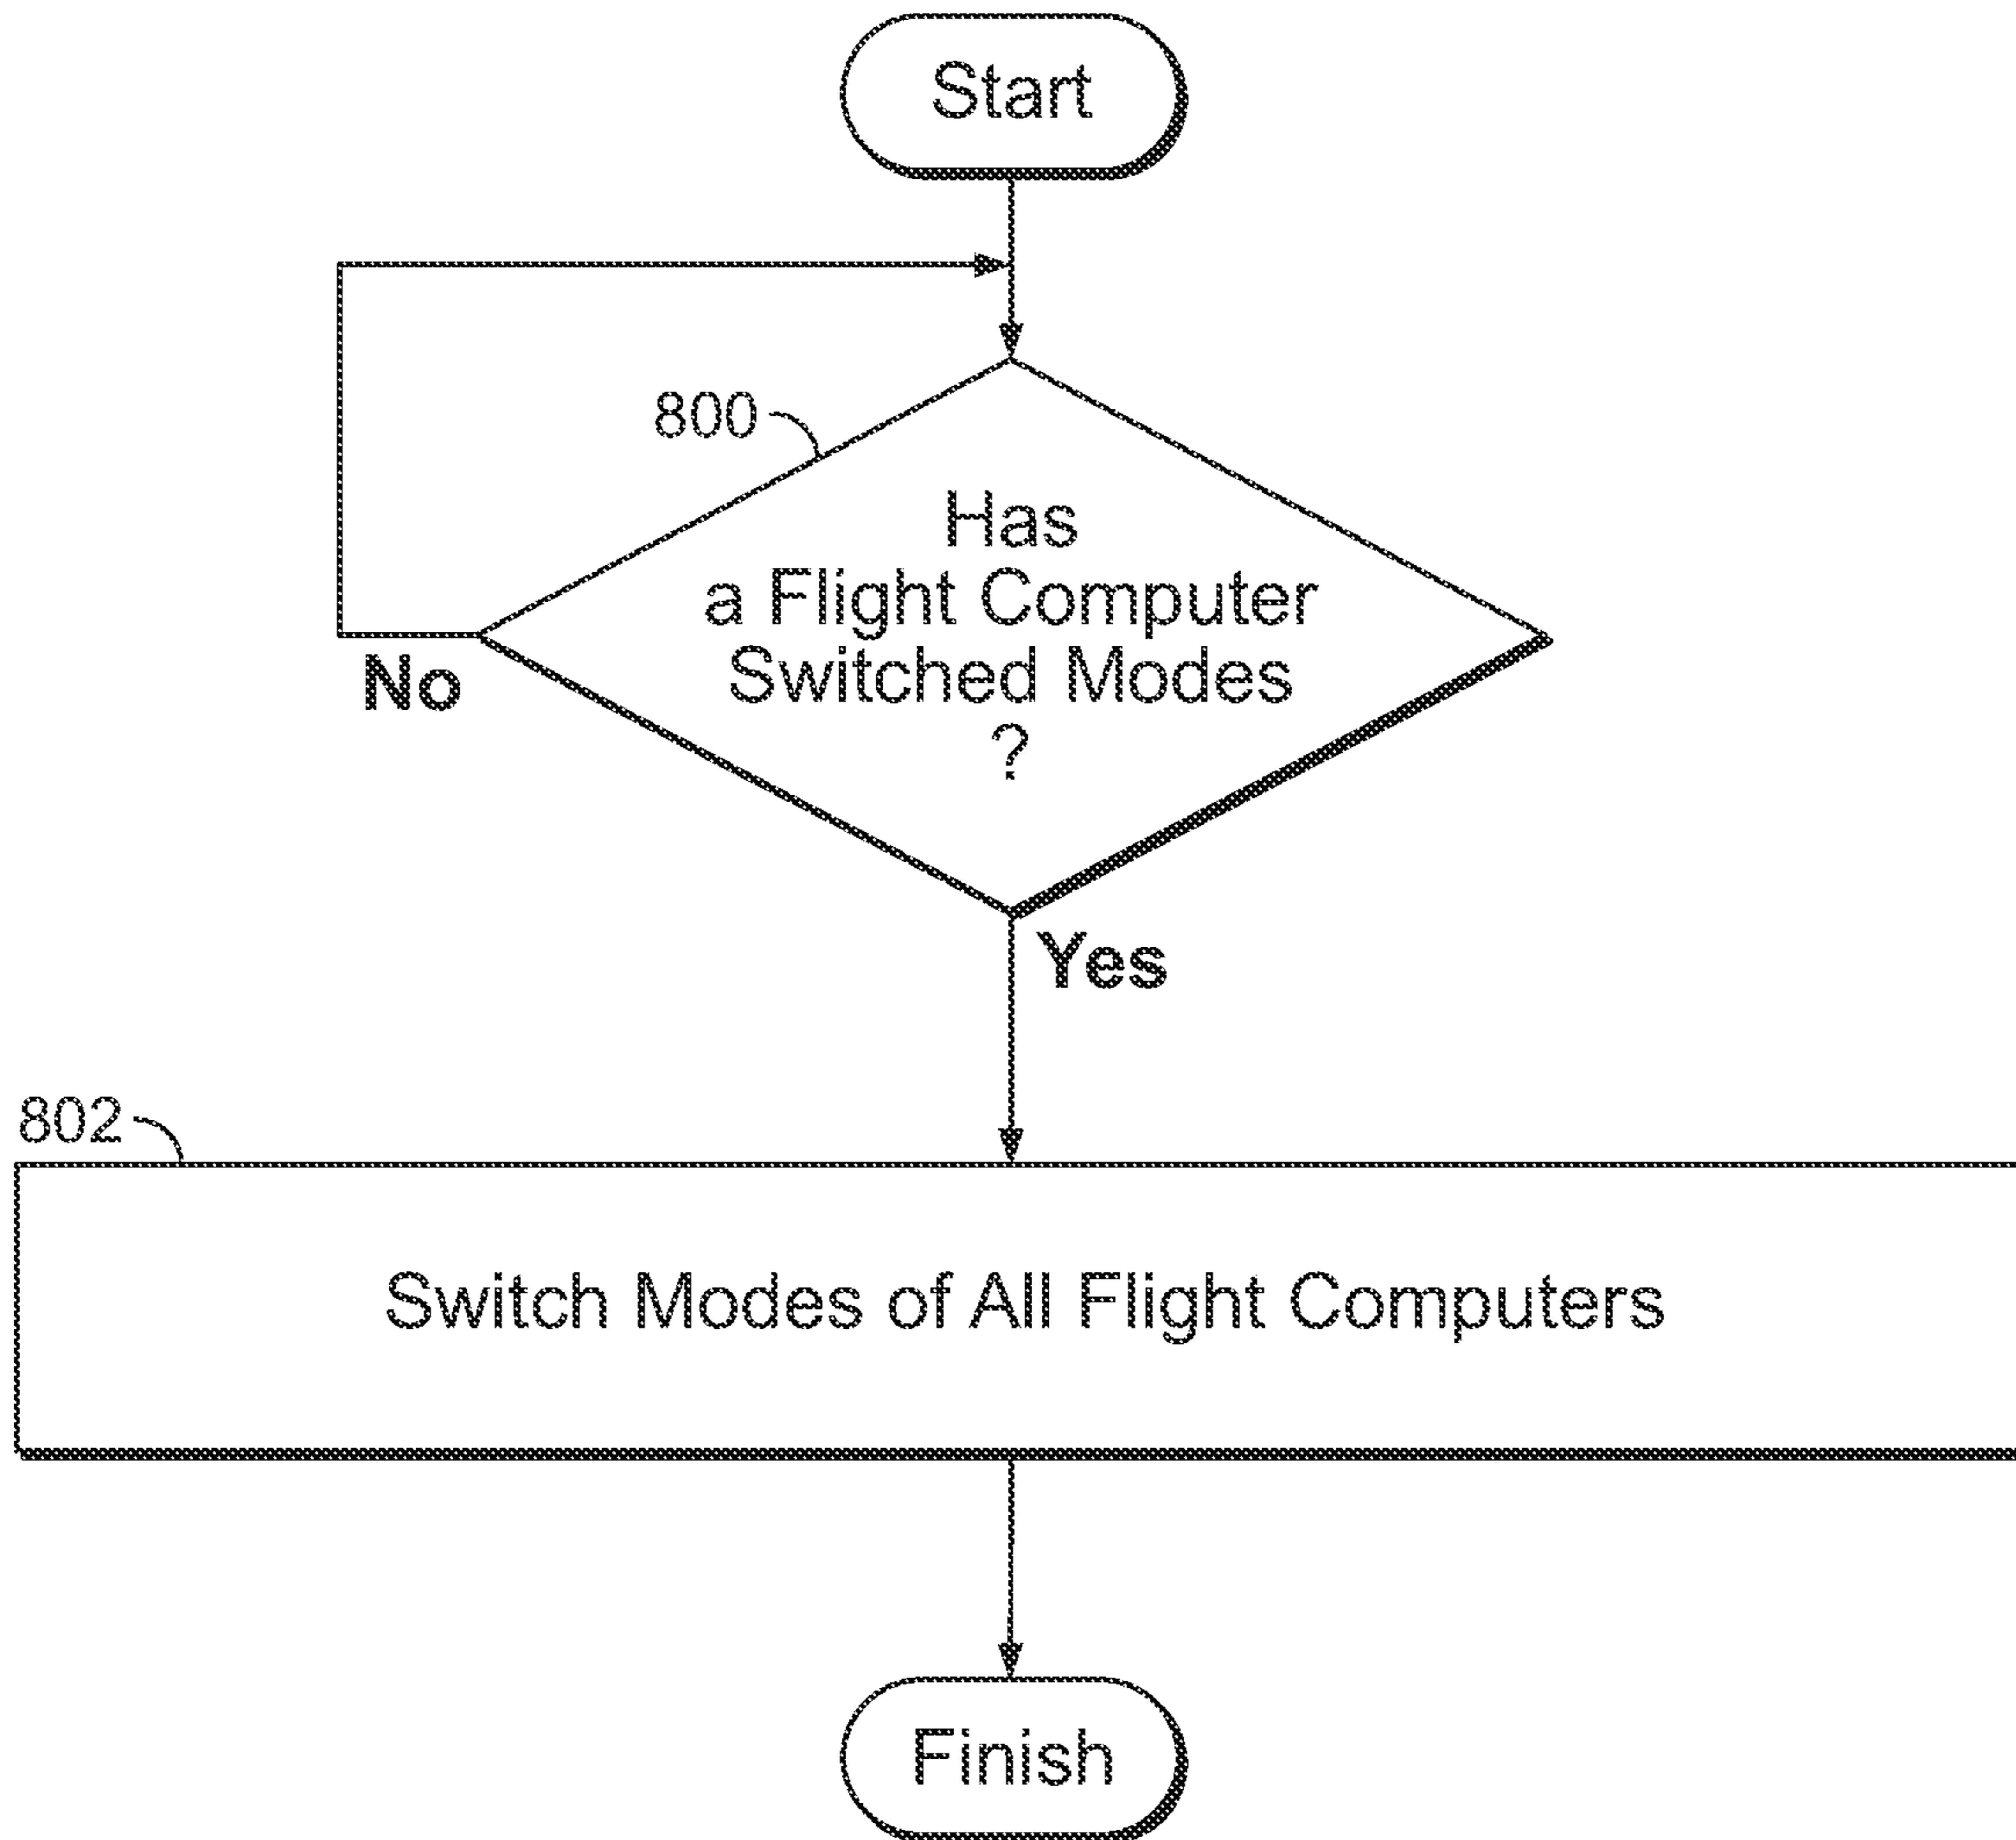 Start
800
Has
a Flight Computer
Switched Modes
?
No
Yes
802
Switch Modes of All Flight Computers
Finish